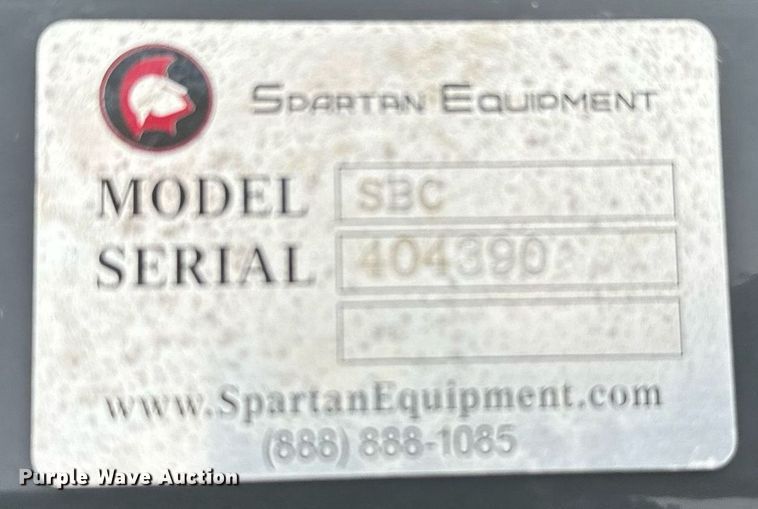 SPARTAN EQUIPMENT
MODEL SBC
SERIAL 404390
www.SpartanEquipment.com
(888) 888-1085
Purple Wave Auction